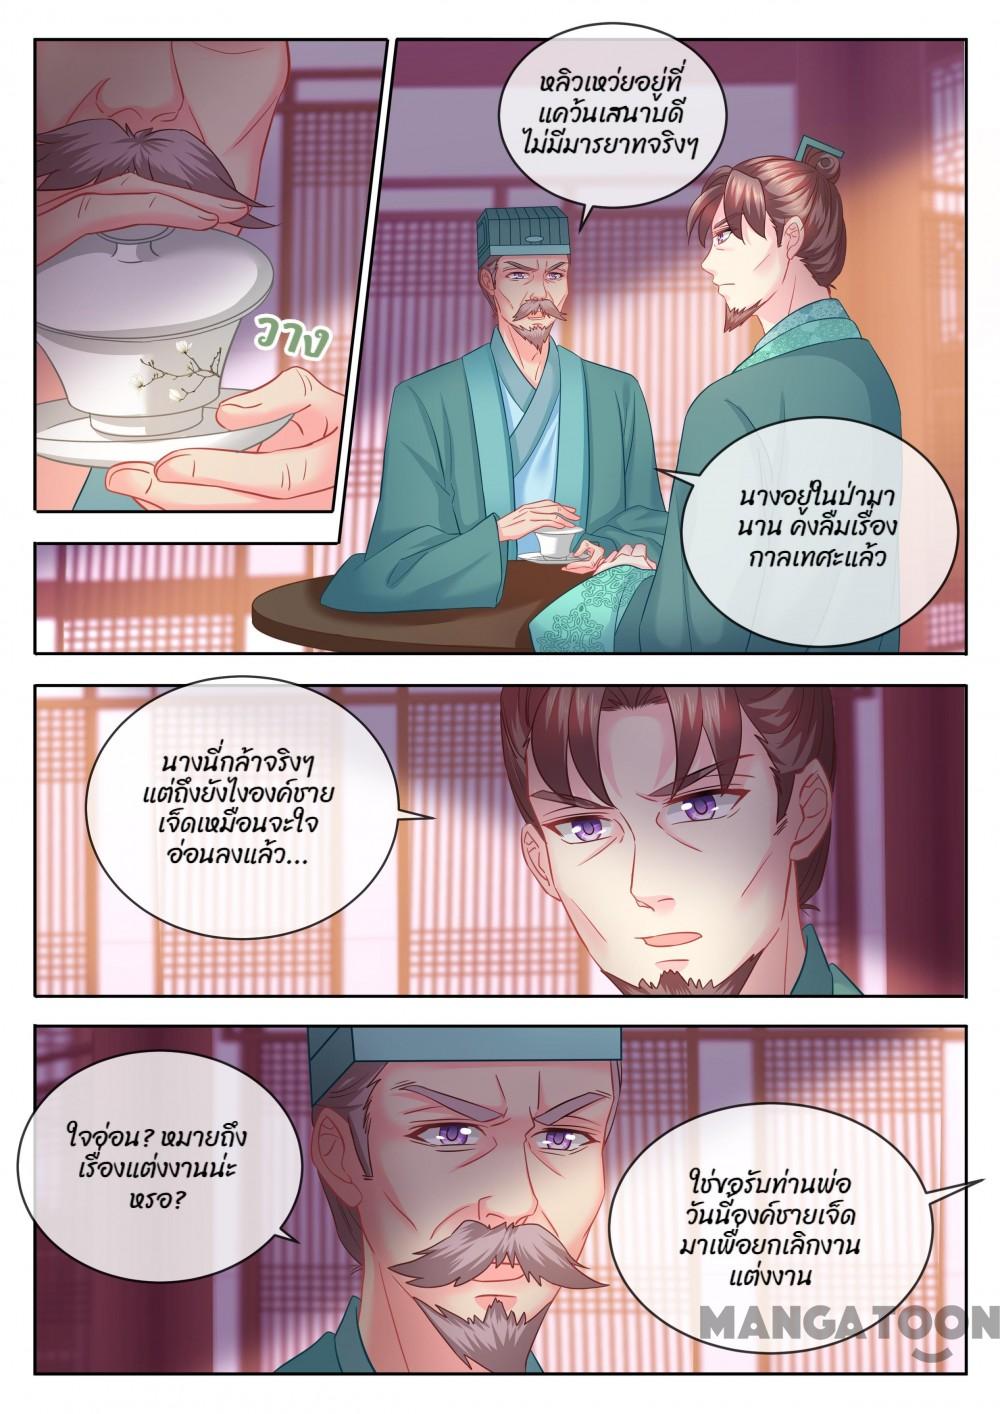 หลิวเหว่ยอยู่ที่
แคว้นเสนาบดี
ไม่มีมารยาทจริงๆ
วาง
นางอยู่ในป่ามา
นาน คงลืมเรื่อง
กาลเทศะแล้ว
นางนี่กล้าจริงๆ
แต่ถึงยังไงองค์ชาย
เจ็ดเหมือนจะใจ
อ่อนลงแล้ว...
ใจอ่อน? หมายถึง
เรื่องแต่งงานน่ะ
หรอ?
ใช่ขอรับท่านพ่อ
วันนี้องค์ชายเจ็ด
มาเพื่อยกเลิกงาน
แต่งงาน
MANGATOON